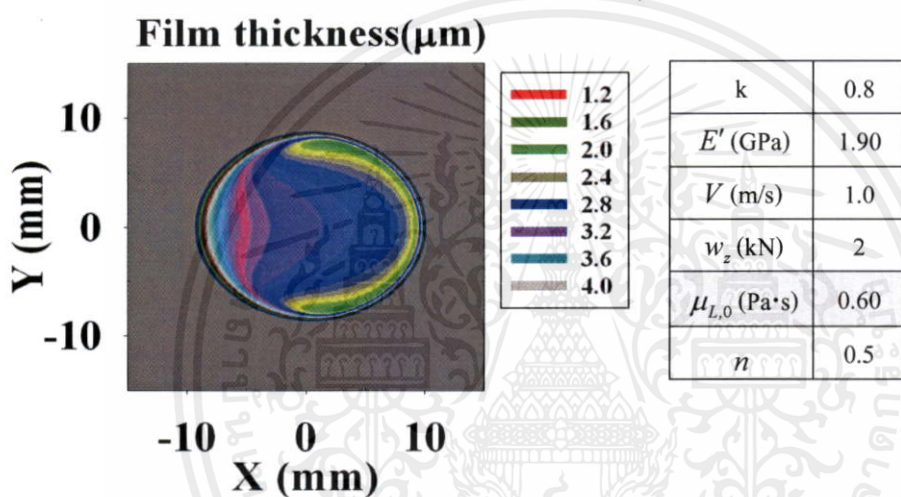 Film thickness(μm)
10
0
-10
Y (mm)
-10 0 10
X (mm)
1.2
1.6
2.0
2.4
2.8
3.2
3.6
4.0
k 0.8
E′ (GPa) 1.90
V (m/s) 1.0
w_z (kN) 2
μ_L,0 (Pa·s) 0.60
n 0.5